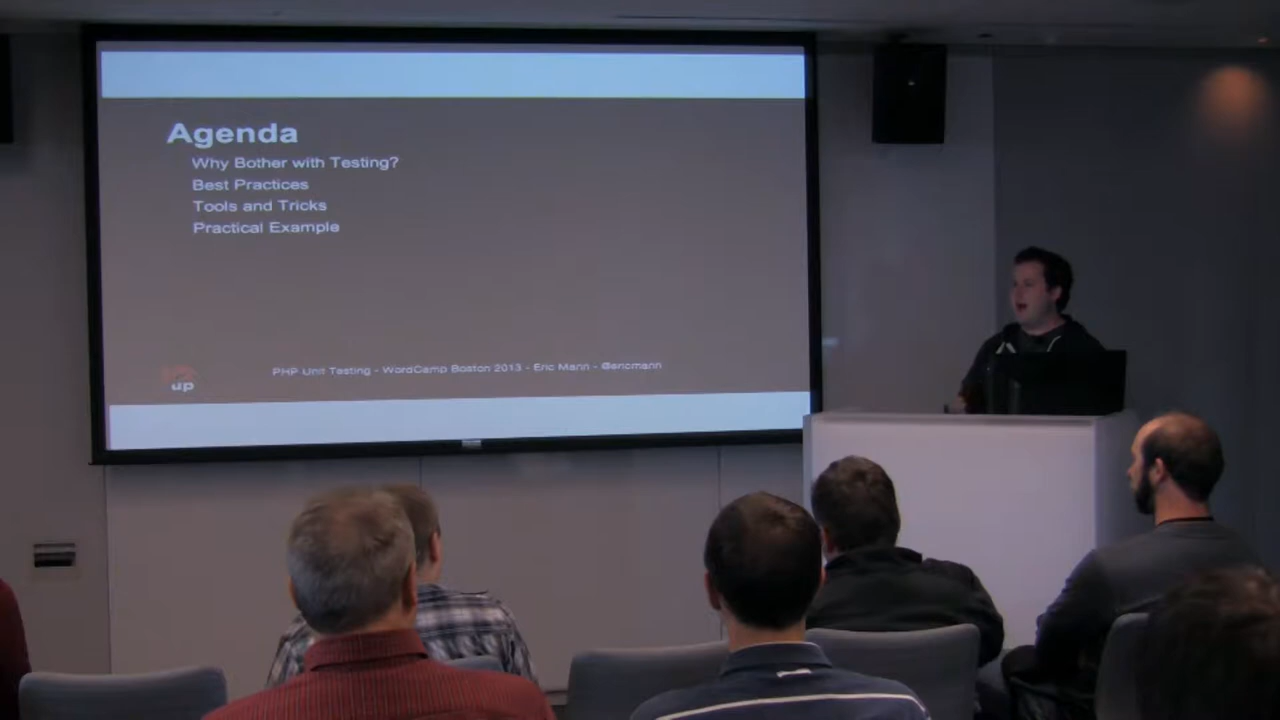 Agenda
Why Bother with Testing?
Best Practices
Tools and Tricks
Practical Example
up
PHP Unit Testing - WordCamp Boston 2013 - Eric Mann - @ericmann